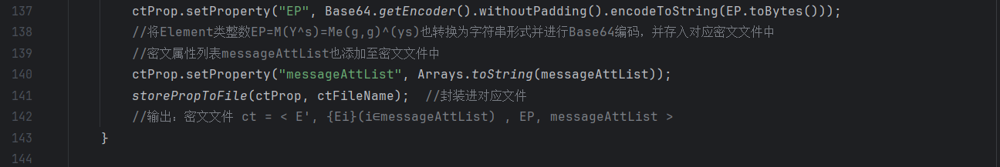 137 ctProp.setProperty("EP", Base64.getEncoder().withoutPadding().encodeToString(EP.toBytes()));
138 //将Element类整数EP=M(Y^s)=Me(g,g)^(ys)也转换为字符串形式并进行Base64编码，并存入对应密文文件中
139 //密文属性列表messageAttList也添加至密文文件中
140 ctProp.setProperty("messageAttList", Arrays.toString(messageAttList));
141 storePropToFile(ctProp, ctFileName);  //封装进对应文件
142 //输出：密文文件 ct = < E', {Ei}(i∈messageAttList) , EP, messageAttList >
143 }
144